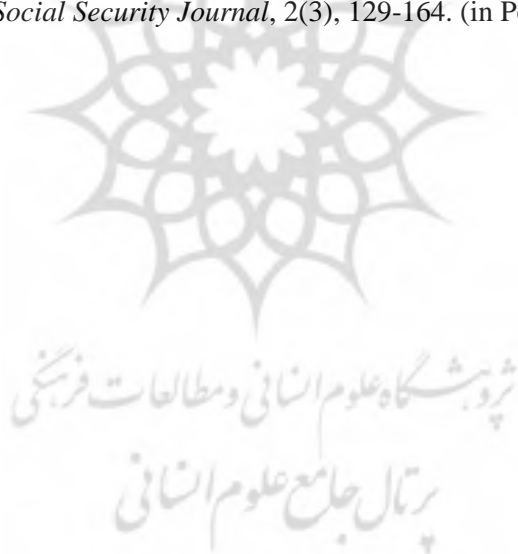 Social Security Journal, 2(3), 129-164. (in Pe
پژوهشگاه علوم انسانی و مطالعات فرهنگی
پرتال جامع علوم انسانی